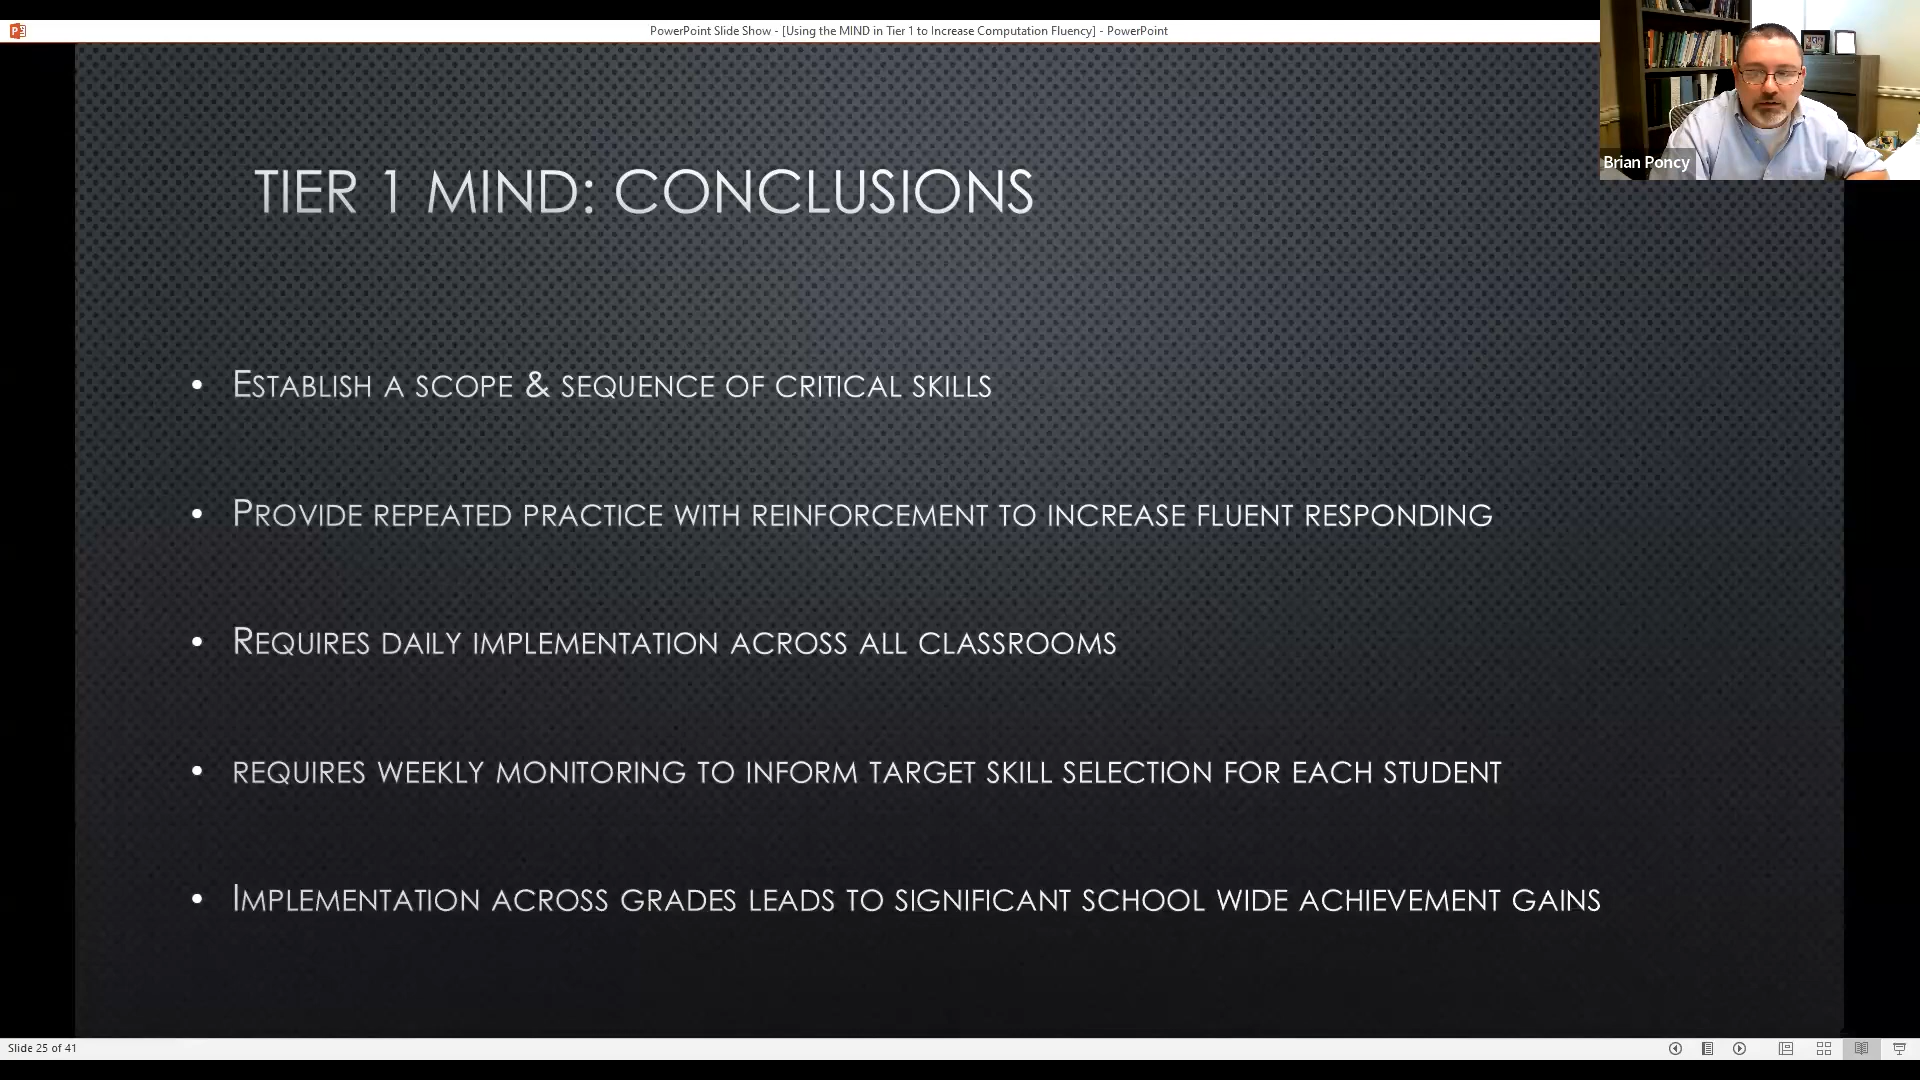 PowerPoint Slide Show - [Using the MIND in Tier 1 to Increase Computation Fluency] - PowerPoint
Brian Poncy
TIER 1 MIND: CONCLUSIONS
• ESTABLISH A SCOPE & SEQUENCE OF CRITICAL SKILLS
• PROVIDE REPEATED PRACTICE WITH REINFORCEMENT TO INCREASE FLUENT RESPONDING
• REQUIRES DAILY IMPLEMENTATION ACROSS ALL CLASSROOMS
• REQUIRES WEEKLY MONITORING TO INFORM TARGET SKILL SELECTION FOR EACH STUDENT
• IMPLEMENTATION ACROSS GRADES LEADS TO SIGNIFICANT SCHOOL WIDE ACHIEVEMENT GAINS
Slide 25 of 41